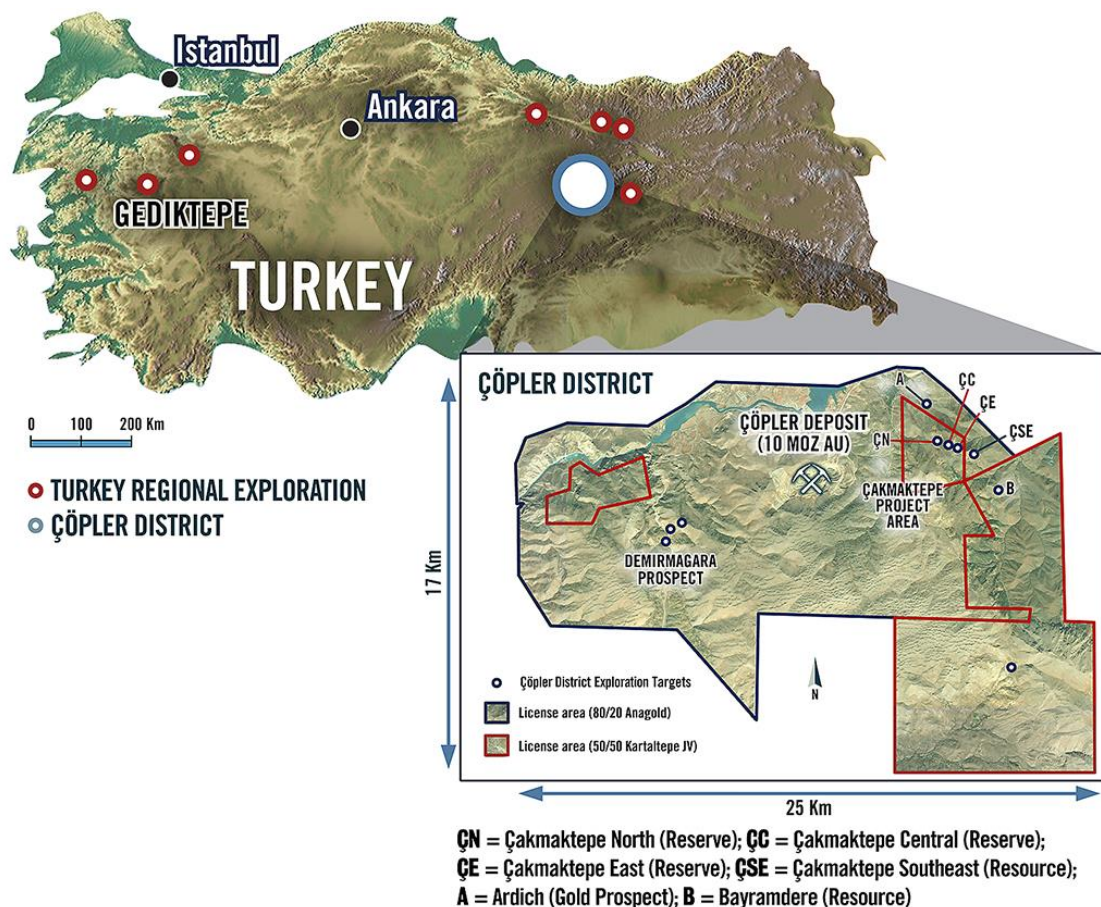 Istanbul
Ankara
GEDIKTEPE
TURKEY
0 100 200 Km
TURKEY REGIONAL EXPLORATION
ÇÖPLER DISTRICT
ÇÖPLER DISTRICT
A
ÇC
ÇE
ÇÖPLER DEPOSIT
(10 MOZ AU)
ÇN
ÇSE
ÇAKMAKTEPE
PROJECT
AREA
B
DEMIRMAGARA
PROSPECT
17 Km
N
Çöpler District Exploration Targets
License area (80/20 Anagold)
License area (50/50 Kartaltepe JV)
25 Km
ÇN = Çakmaktepe North (Reserve); ÇC = Çakmaktepe Central (Reserve);
ÇE = Çakmaktepe East (Reserve); ÇSE = Çakmaktepe Southeast (Resource);
A = Ardich (Gold Prospect); B = Bayramdere (Resource)